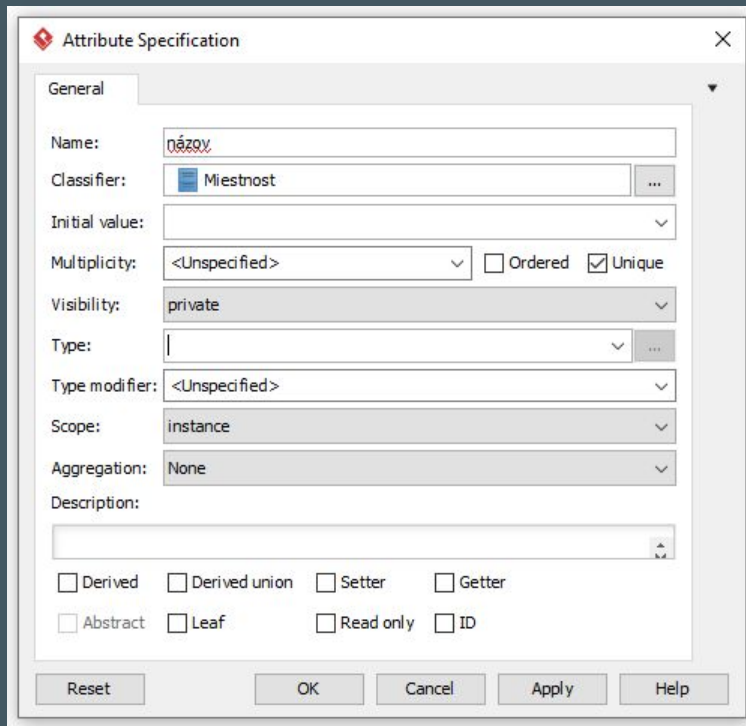 Attribute Specification
General
Name: názov
Classifier: Miestnost ...
Initial value:
Multiplicity: <Unspecified> Ordered Unique
Visibility: private
Type: ...
Type modifier: <Unspecified>
Scope: instance
Aggregation: None
Description:
Derived Derived union Setter Getter
Abstract Leaf Read only ID
Reset OK Cancel Apply Help